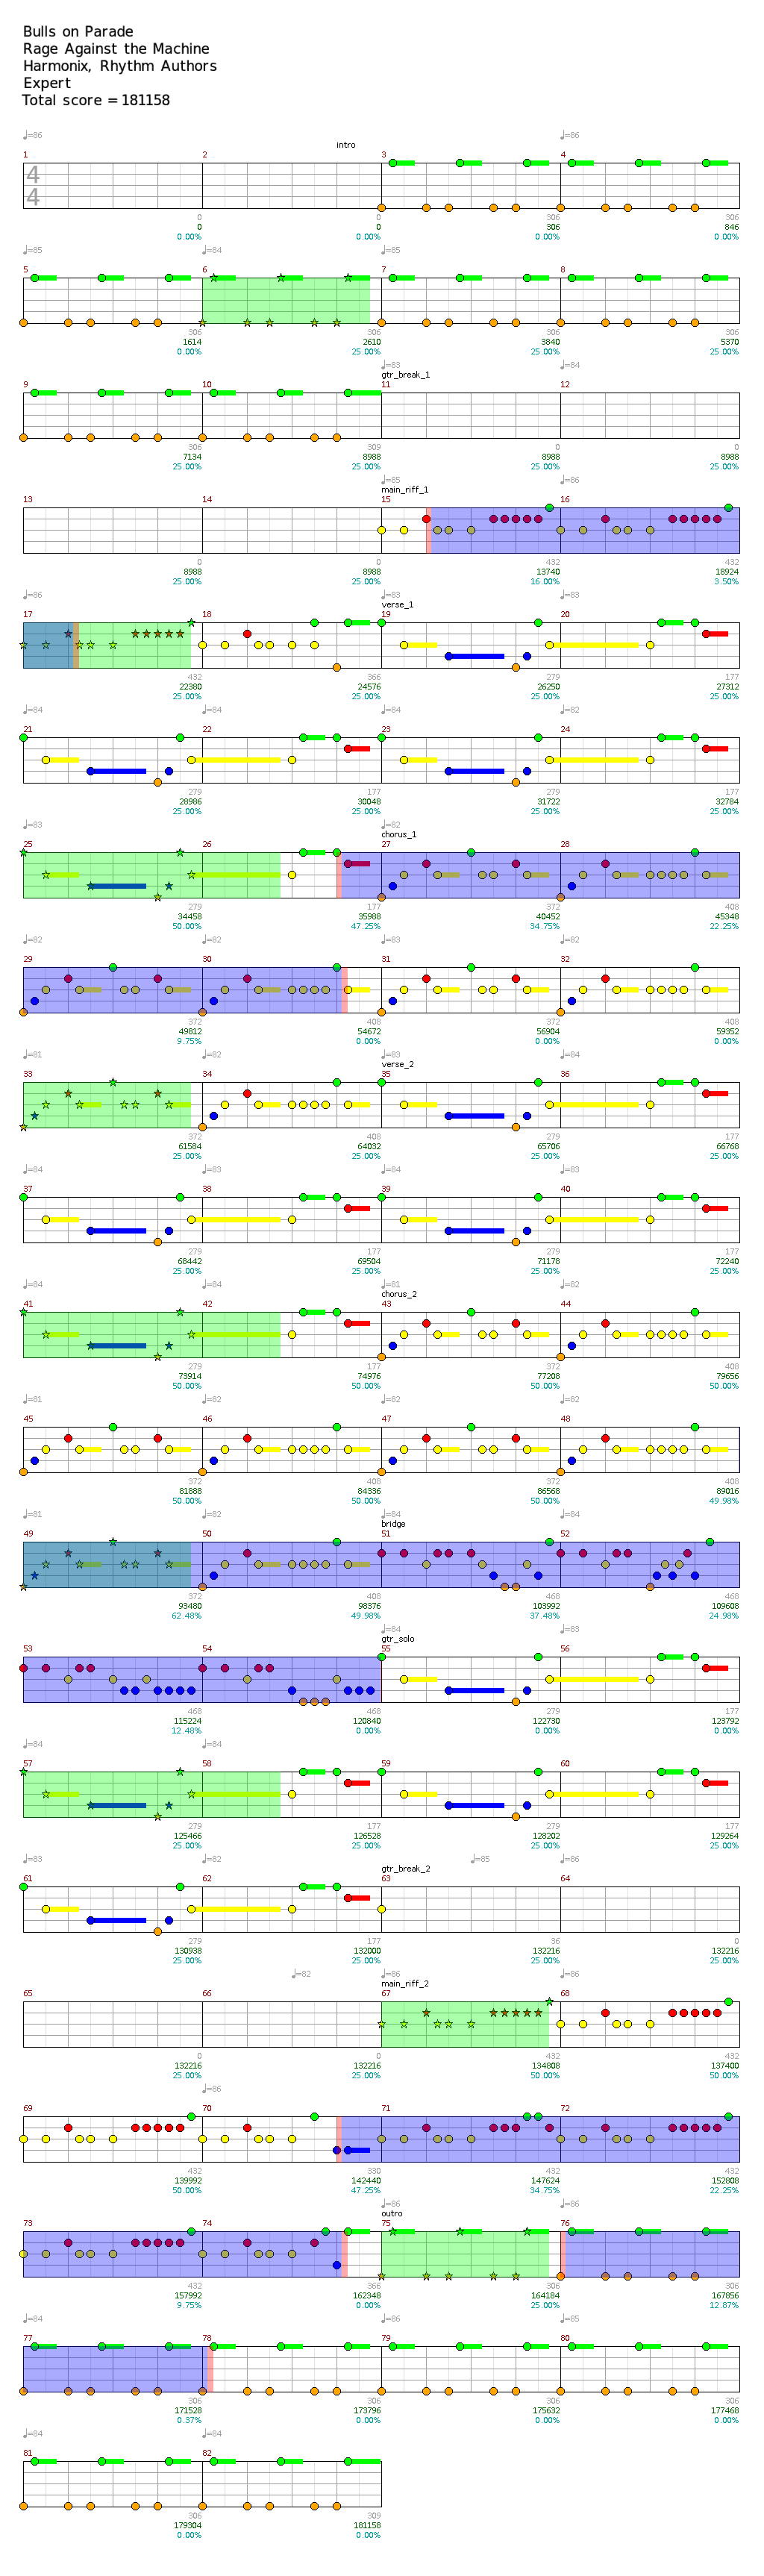 Bulls on Parade
Rage Against the Machine
Harmonix, Rhythm Authors
Expert
Total score = 181158
♩=86 ♩=86
intro
1 2 3 4
4
4
0 0 306 306
0 0 306 846
0.00% 0.00% 0.00% 0.00%
♩=85 ♩=84 ♩=85
5 6 7 8
306 306 306 306
1614 2610 3840 5370
0.00% 25.00% 25.00% 25.00%
♩=83 ♩=84
gtr_break_1
9 10 11 12
306 309 0 0
7134 8988 8988 8988
25.00% 25.00% 25.00% 25.00%
♩=85 ♩=86
main_riff_1
13 14 15 16
0 0 432 432
8988 8988 13740 18924
25.00% 25.00% 16.00% 3.50%
♩=86 ♩=83 ♩=83
verse_1
17 18 19 20
432 366 279 177
22380 24576 26250 27312
25.00% 25.00% 25.00% 25.00%
♩=84 ♩=84 ♩=84 ♩=82
21 22 23 24
279 177 279 177
28986 30048 31722 32784
25.00% 25.00% 25.00% 25.00%
♩=83 ♩=82
chorus_1
25 26 27 28
279 177 372 408
34458 35988 40452 45348
50.00% 47.25% 34.75% 22.25%
♩=82 ♩=82 ♩=83 ♩=82
29 30 31 32
372 408 372 408
49812 54672 56904 59352
9.75% 0.00% 0.00% 0.00%
♩=81 ♩=82 ♩=83
verse_2
33 34 35 36
372 408 279 177
61584 64032 65706 66768
25.00% 25.00% 25.00% 25.00%
♩=84 ♩=83 ♩=84 ♩=83
37 38 39 40
279 177 279 177
68442 69504 71178 72240
25.00% 25.00% 25.00% 25.00%
♩=84 ♩=84 ♩=81 ♩=82
chorus_2
41 42 43 44
279 177 372 408
73914 74976 77208 79656
50.00% 50.00% 50.00% 50.00%
♩=81 ♩=82 ♩=82 ♩=82
45 46 47 48
372 408 372 408
81888 84336 86568 89016
50.00% 50.00% 50.00% 49.98%
♩=81 ♩=82 ♩=84 ♩=84
bridge
49 50 51 52
372 408 468 468
93480 98376 103992 109608
62.48% 49.98% 37.48% 24.98%
♩=84 ♩=83
gtr_solo
53 54 55 56
468 468 279 177
115224 120840 122730 123792
12.48% 0.00% 0.00% 0.00%
♩=84 ♩=84
57 58 59 60
279 177 279 177
125466 126528 128202 129264
25.00% 25.00% 25.00% 25.00%
♩=83 ♩=82 ♩=85 ♩=86
gtr_break_2
61 62 63 64
279 177 36 0
130938 132000 132216 132216
25.00% 25.00% 25.00% 25.00%
♩=82 ♩=86 ♩=86
main_riff_2
65 66 67 68
0 0 432 432
132216 132216 134808 137400
25.00% 25.00% 50.00% 50.00%
♩=86
69 70 71 72
432 330 432 432
139992 142440 147624 152808
50.00% 47.25% 34.75% 22.25%
♩=86 ♩=86
outro
73 74 75 76
432 366 306 306
157992 162348 164184 167856
9.75% 0.00% 25.00% 12.87%
♩=84 ♩=86 ♩=85
77 78 79 80
306 306 306 306
171528 173796 175632 177468
0.37% 0.00% 0.00% 0.00%
♩=84 ♩=84
81 82
306 309
179304 181158
0.00% 0.00%